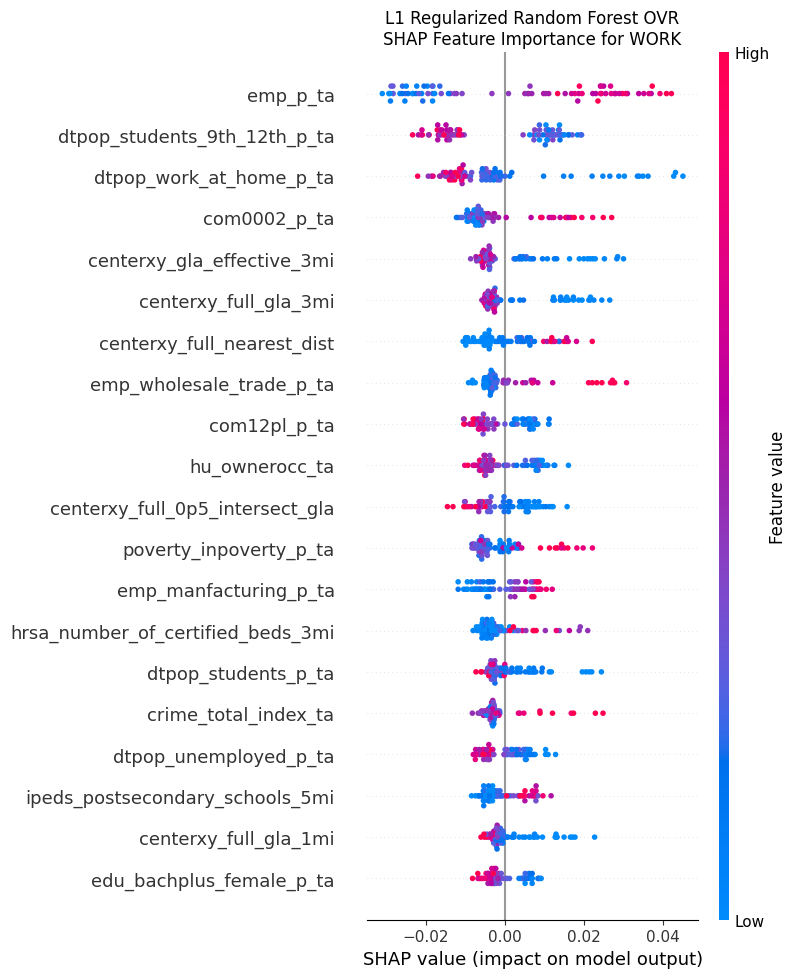 L1 Regularized Random Forest OVR
SHAP Feature Importance for WORK
High
emp_p_ta
dtpop_students_9th_12th_p_ta
dtpop_work_at_home_p_ta
com0002_p_ta
centerxy_gla_effective_3mi
centerxy_full_gla_3mi
centerxy_full_nearest_dist
emp_wholesale_trade_p_ta
com12pl_p_ta
hu_ownerocc_ta
centerxy_full_0p5_intersect_gla
poverty_inpoverty_p_ta
emp_manfacturing_p_ta
hrsa_number_of_certified_beds_3mi
dtpop_students_p_ta
crime_total_index_ta
dtpop_unemployed_p_ta
ipeds_postsecondary_schools_5mi
centerxy_full_gla_1mi
edu_bachplus_female_p_ta
Feature value
Low
−0.02 0.00 0.02 0.04
SHAP value (impact on model output)